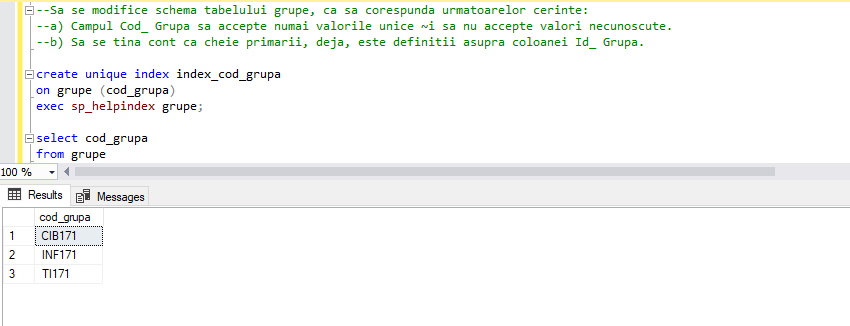 --Sa se modifice schema tabelului grupe, ca sa corespunda urmatoarelor cerinte:
--a) Campul Cod_ Grupa sa accepte numai valorile unice ~i sa nu accepte valori necunoscute.
--b) Sa se tina cont ca cheie primarii, deja, este definitii asupra coloanei Id_ Grupa.
create unique index index_cod_grupa
on grupe (cod_grupa)
exec sp_helpindex grupe;
select cod_grupa
from grupe
100 %
Results Messages
cod_grupa
1 CIB171
2 INF171
3 TI171